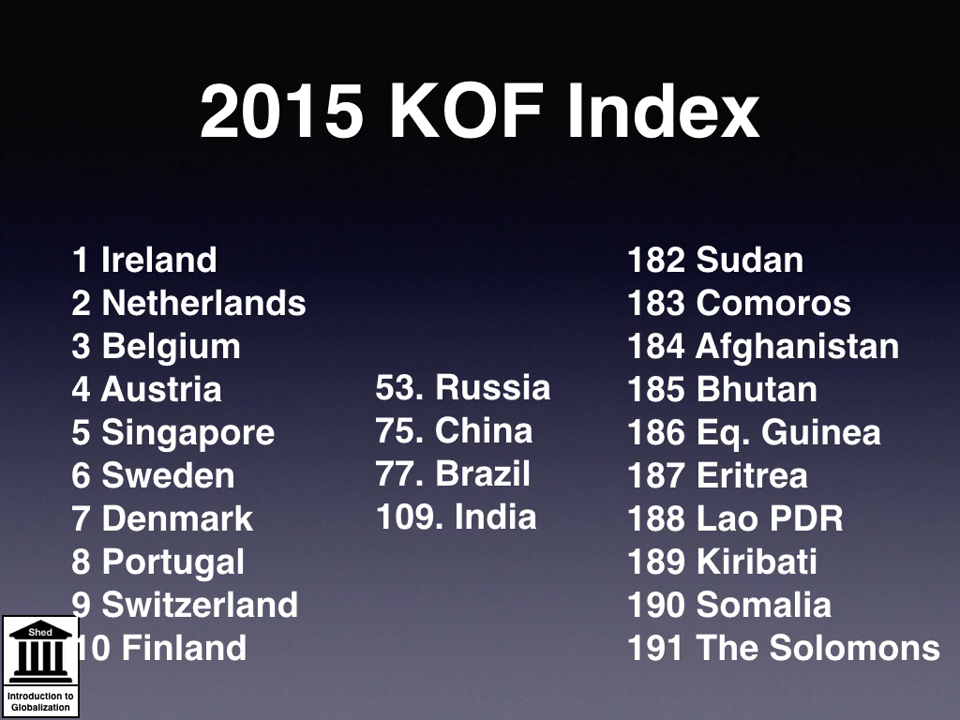 2015 KOF Index
1 Ireland
2 Netherlands
3 Belgium
4 Austria
5 Singapore
6 Sweden
7 Denmark
8 Portugal
9 Switzerland
10 Finland
53. Russia
75. China
77. Brazil
109. India
182 Sudan
183 Comoros
184 Afghanistan
185 Bhutan
186 Eq. Guinea
187 Eritrea
188 Lao PDR
189 Kiribati
190 Somalia
191 The Solomons
Shed
Introduction to
Globalization